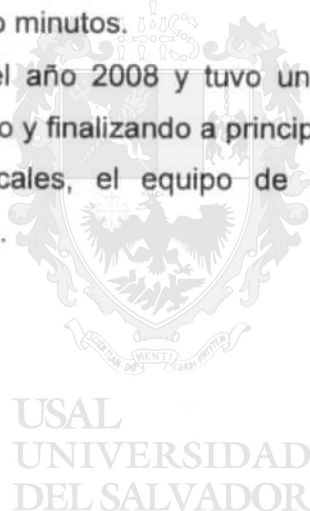 o minutos.
el año 2008 y tuvo un
o y finalizando a princip
cales, el equipo de
.
USAL
UNIVERSIDAD
DEL SALVADOR